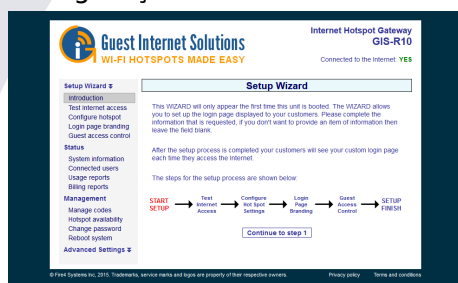 Guest Internet Solutions
WI-FI HOTSPOTS MADE EASY
Internet Hotspot Gateway
GIS-R10
Connected to the Internet: YES
Setup Wizard
Introduction
Test Internet access
Configure hotspot
Login page branding
Guest access control
Status
System information
Connected users
Usage reports
Billing reports
Management
Manage codes
Hotspot availability
Change password
Reboot system
Advanced Settings
Setup Wizard
This WIZARD will only appear the first time this unit is booted. The WIZARD allows
you to set up the login page displayed to your customers. Please complete the
information that is requested, if you don't want to provide an item of information then
leave the field blank.
After the setup process is completed your customers will see your custom login page
each time they access the Internet.
The steps for the setup process are shown below:
START SETUP
Test Internet Access
Configure Hot Spot Settings
Login Page Branding
Guest Access Control
SETUP FINISH
Continue to step 1
© Fire4 Systems Inc, 2015. Trademarks, service marks and logos are property of their respective owners.
Privacy policy
Terms and conditions